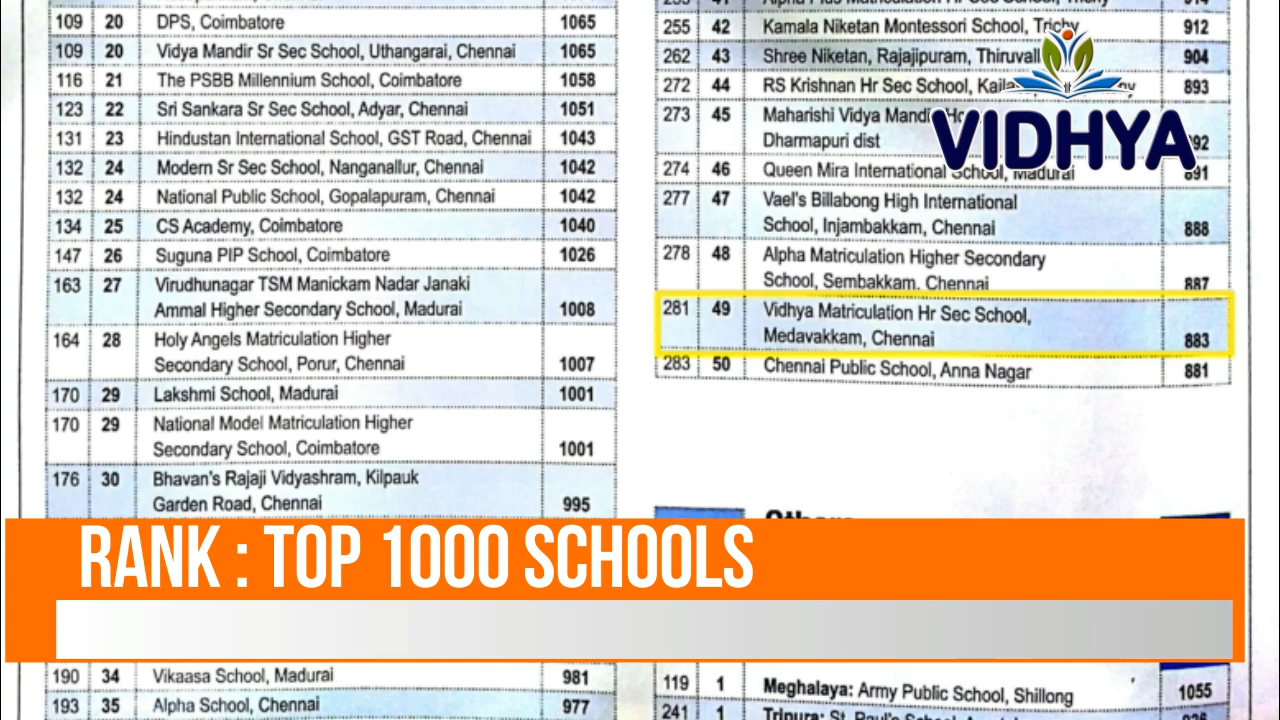 109 20 DPS, Coimbatore 1065
109 20 Vidya Mandir Sr Sec School, Uthangarai, Chennai 1065
116 21 The PSBB Millennium School, Coimbatore 1058
123 22 Sri Sankara Sr Sec School, Adyar, Chennai 1051
131 23 Hindustan International School, GST Road, Chennai 1043
132 24 Modern Sr Sec School, Nanganallur, Chennai 1042
132 24 National Public School, Gopalapuram, Chennai 1042
134 25 CS Academy, Coimbatore 1040
147 26 Suguna PIP School, Coimbatore 1026
163 27 Virudhunagar TSM Manickam Nadar Janaki
Ammal Higher Secondary School, Madurai 1008
164 28 Holy Angels Matriculation Higher
Secondary School, Porur, Chennai 1007
170 29 Lakshmi School, Madurai 1001
170 29 National Model Matriculation Higher
Secondary School, Coimbatore 1001
176 30 Bhavan's Rajaji Vidyashram, Kilpauk
Garden Road, Chennai 995
255 42 Kamala Niketan Montessori School, Trichy 912
262 43 Shree Niketan, Rajajipuram, 904
272 44 RS Krishnan Hr Sec School, 893
273 45 Maharishi Vidya
Dharmapuri dist
274 46 Queen Mira International School, Madurai 891
277 47 Vael's Billabong High International
School, Injambakkam, Chennai 888
278 48 Alpha Matriculation Higher Secondary
School, Sembakkam, Chennai 887
281 49 Vidhya Matriculation Hr Sec School,
Medavakkam, Chennai 883
283 50 Chennai Public School, Anna Nagar 881
VIDHYA
RANK : TOP 1000 SCHOOLS
190 34 Vikaasa School, Madurai 981
193 35 Alpha School, Chennai 977
119 1 Meghalaya: Army Public School, Shillong 1055
241 1 Tripura: